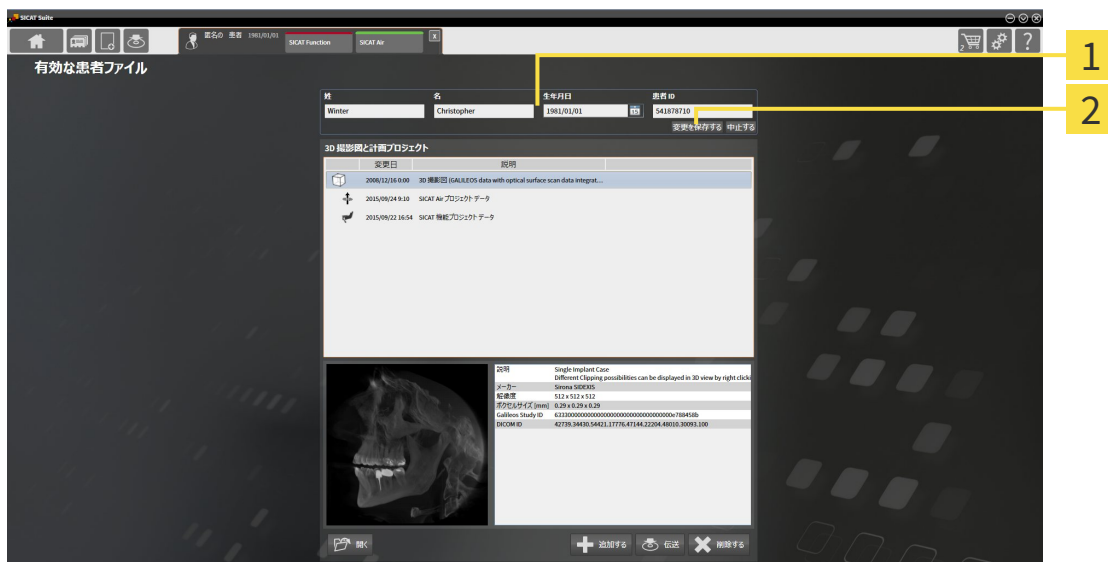 SICAT Suite
匿名の 患者 1981/01/01
SICAT Function
SICAT Air
x
2
?
有効な患者ファイル
1
姓 名 生年月日 患者 ID
Winter Christopher 1981/01/01 15 541878710
2
変更を保存する 中止する
3D 撮影図と計画プロジェクト
変更日 説明
2008/12/16 0:00 3D 撮影図 (GALILEOS data with optical surface scan data integrat...
2015/09/24 9:10 SICAT Air プロジェクト データ
2015/09/22 16:54 SICAT 機能プロジェクト データ
説明 Single Implant Case
Different Clipping possibilities can be displayed in 3D view by right clicki
メーカー Sirona SIDEXIS
解像度 512 x 512 x 512
ボクセルサイズ [mm] 0.29 x 0.29 x 0.29
Galileos Study ID
DICOM ID 42739.34430.54421.17776.47144.22204.48010.30093.100
開く 追加する 伝送 削除する